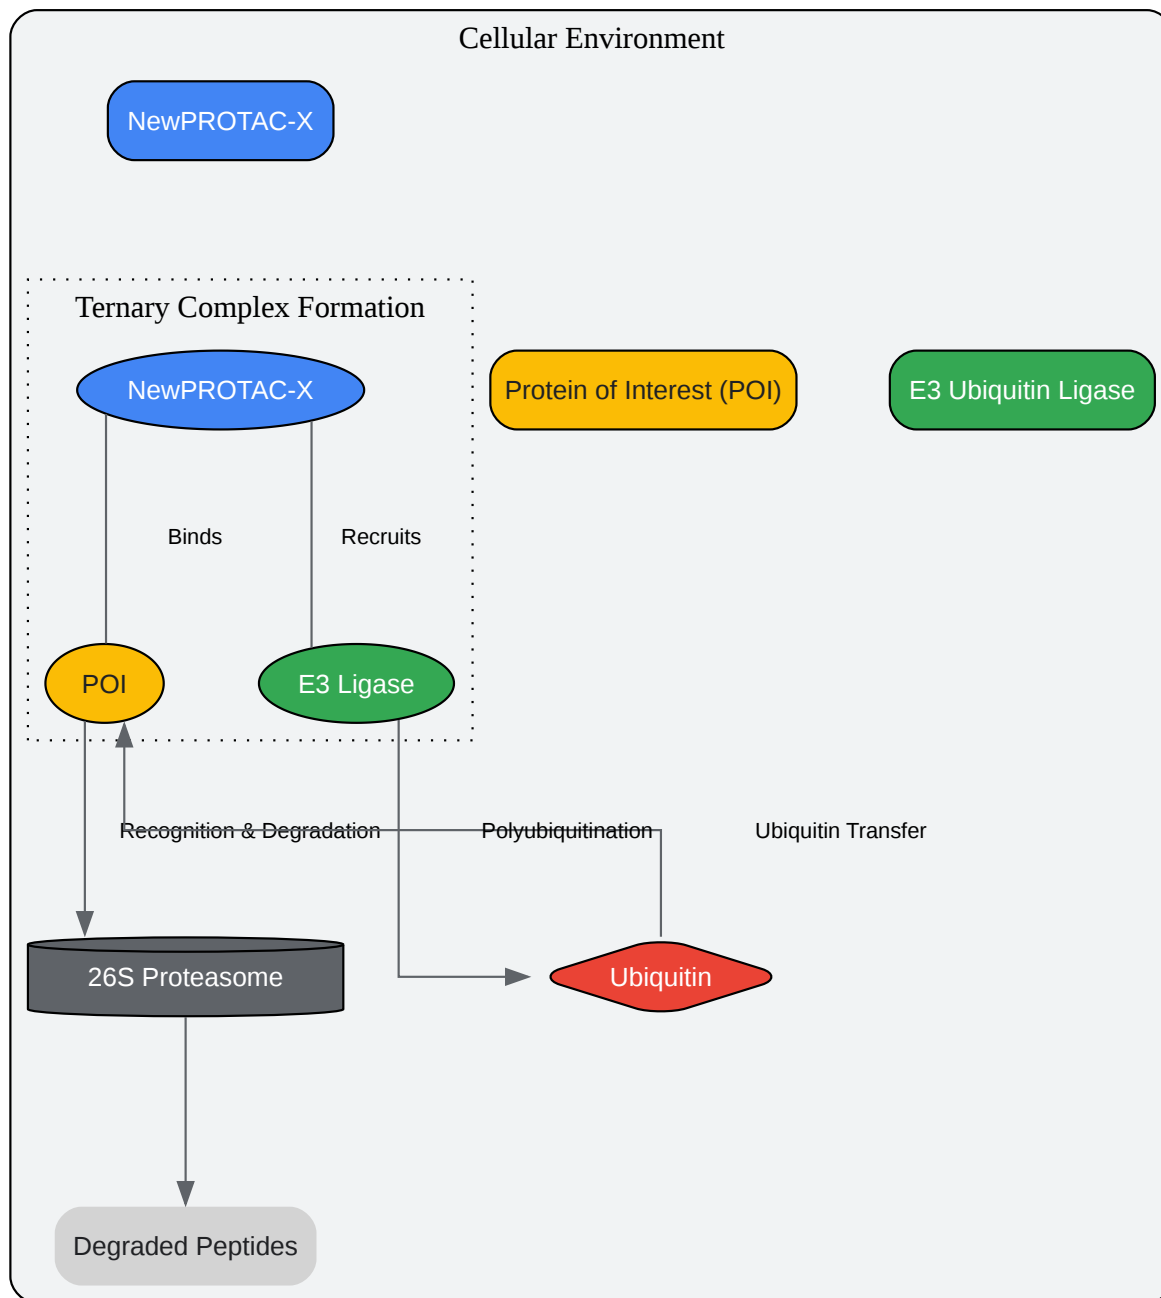 Cellular Environment
NewPROTAC-X
Ternary Complex Formation
NewPROTAC-X
Protein of Interest (POI)
E3 Ubiquitin Ligase
Binds
Recruits
POI
E3 Ligase
Recognition & Degradation
Polyubiquitination
Ubiquitin Transfer
26S Proteasome
Ubiquitin
Degraded Peptides